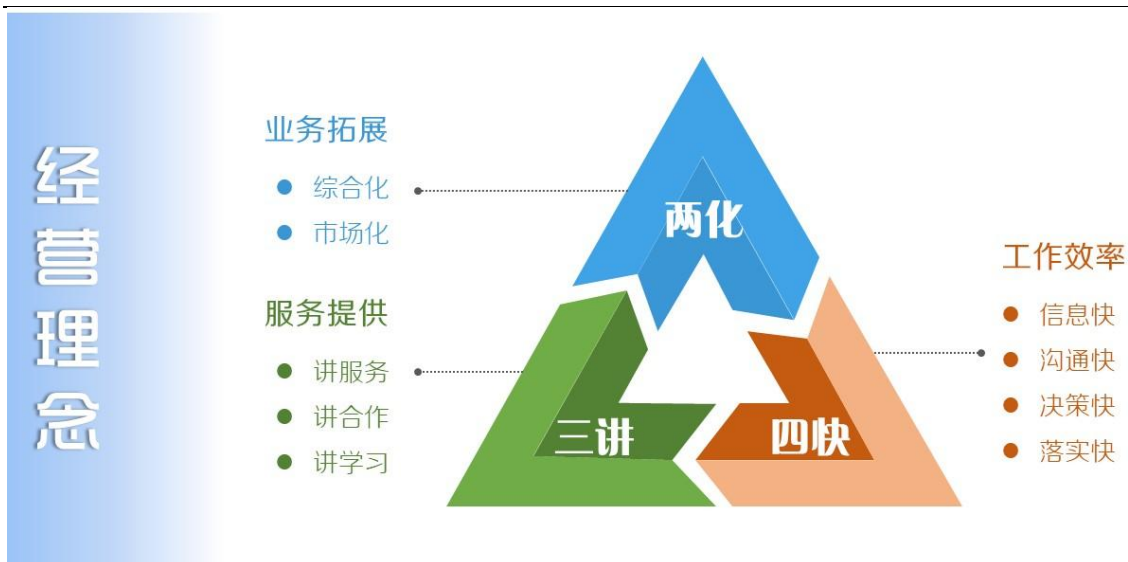 经营理念
业务拓展
综合化
市场化
服务提供
讲服务
讲合作
讲学习
两化
三讲
四快
工作效率
信息快
沟通快
决策快
落实快